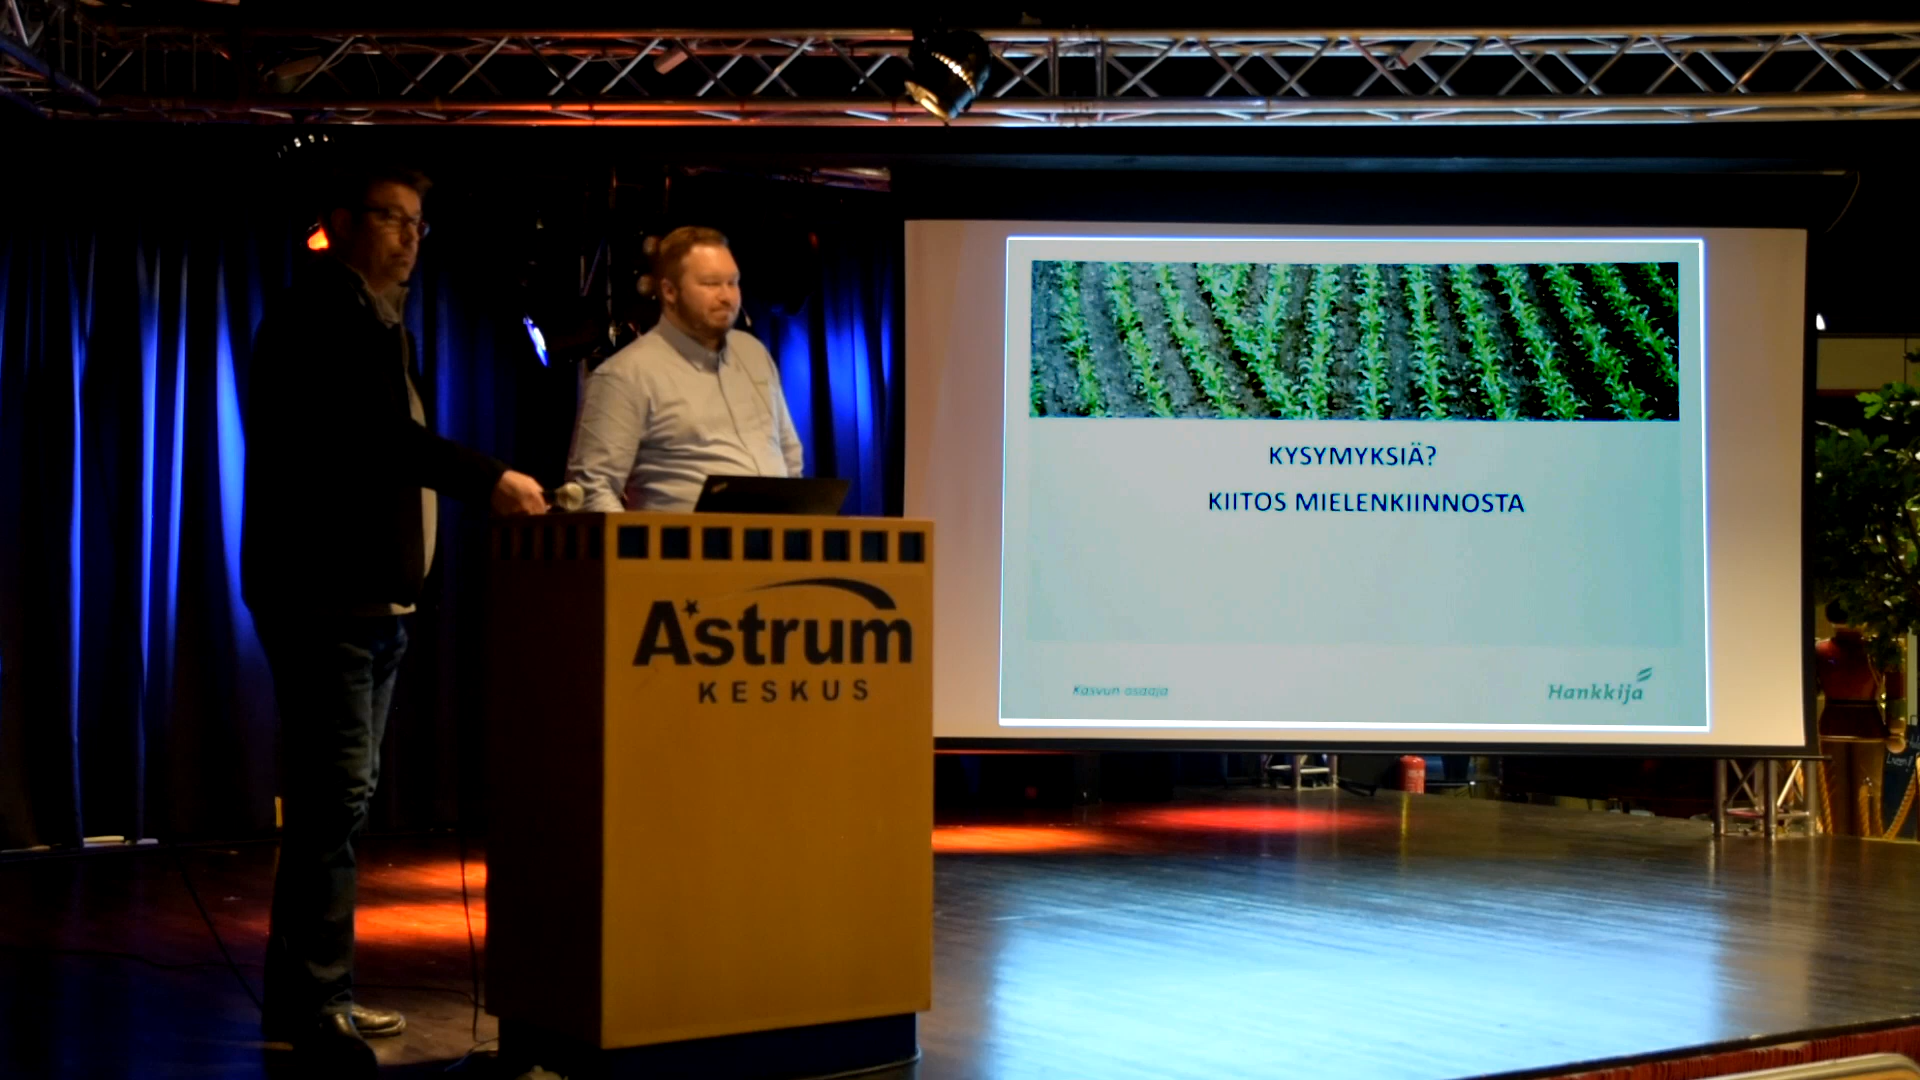 KYSYMYKSIÄ?
KIITOS MIELENKIINNOSTA
Kasvun osaaja
Hankkija
Astrum
KESKUS